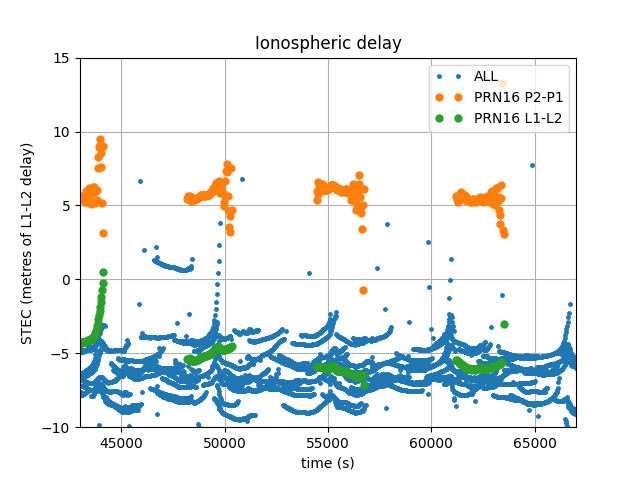 Ionospheric delay
15
10
5
0
−5
−10
STEC (metres of L1-L2 delay)
ALL
PRN16 P2-P1
PRN16 L1-L2
45000 50000 55000 60000 65000
time (s)